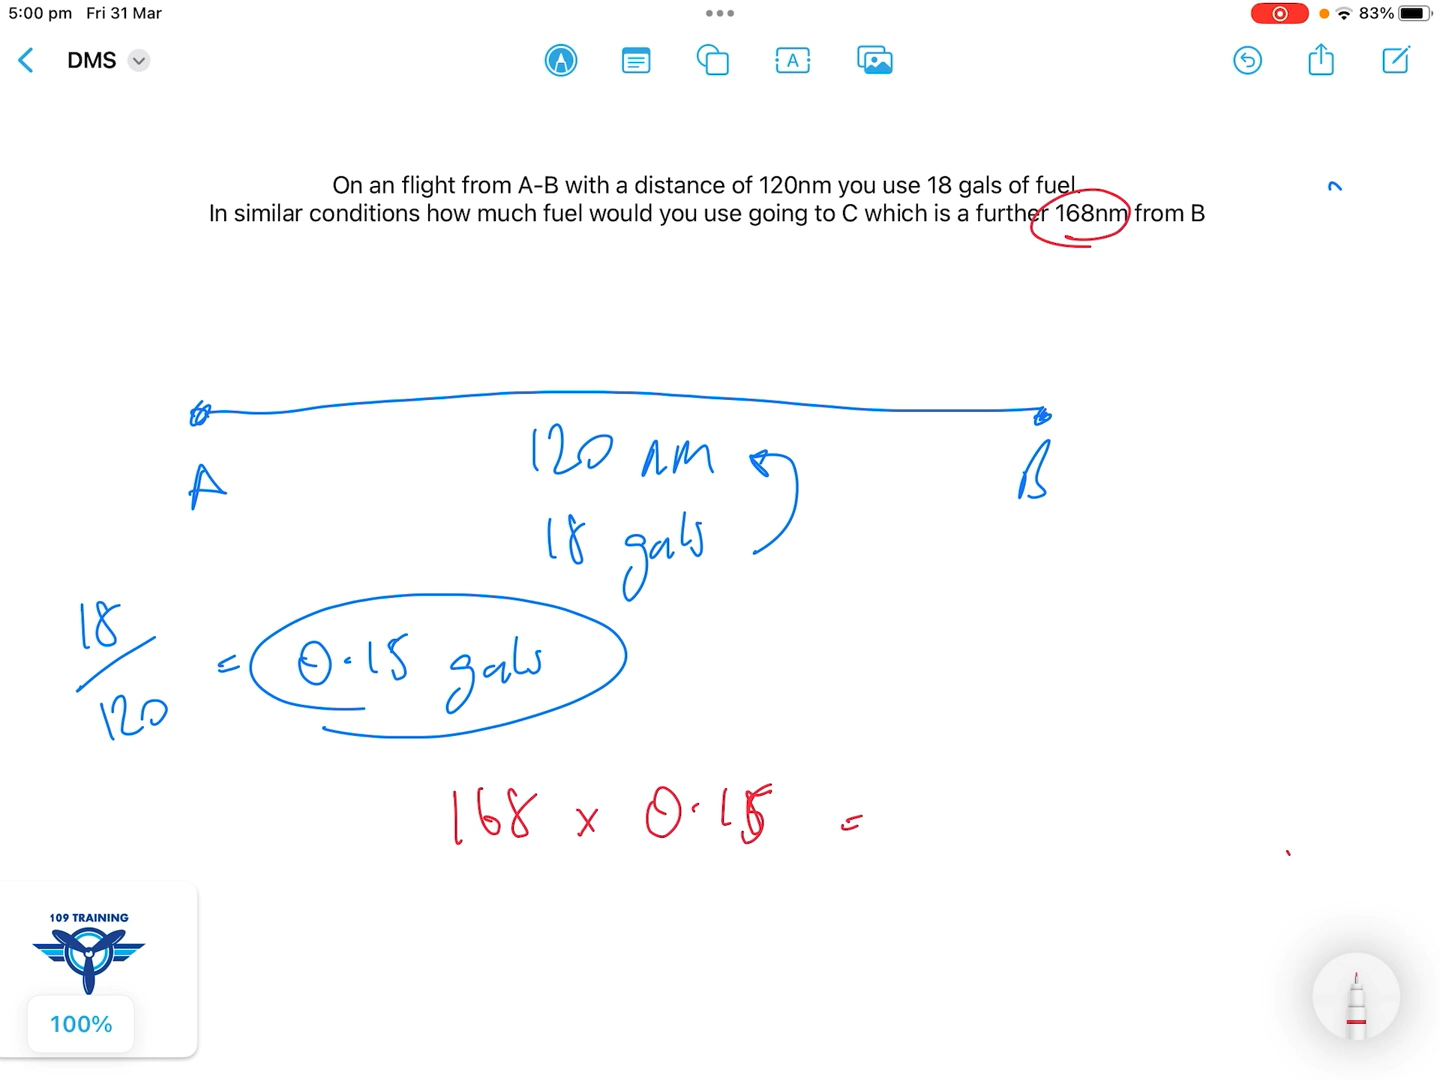 5:00 pm Fri 31 Mar
83%
DMS
A
On an flight from A-B with a distance of 120nm you use 18 gals of fuel.
In similar conditions how much fuel would you use going to C which is a further 168nm from B
120 NM
A
B
18 gals
18
= 0.15 gals
120
168 x 0.15 =
109 TRAINING
100%